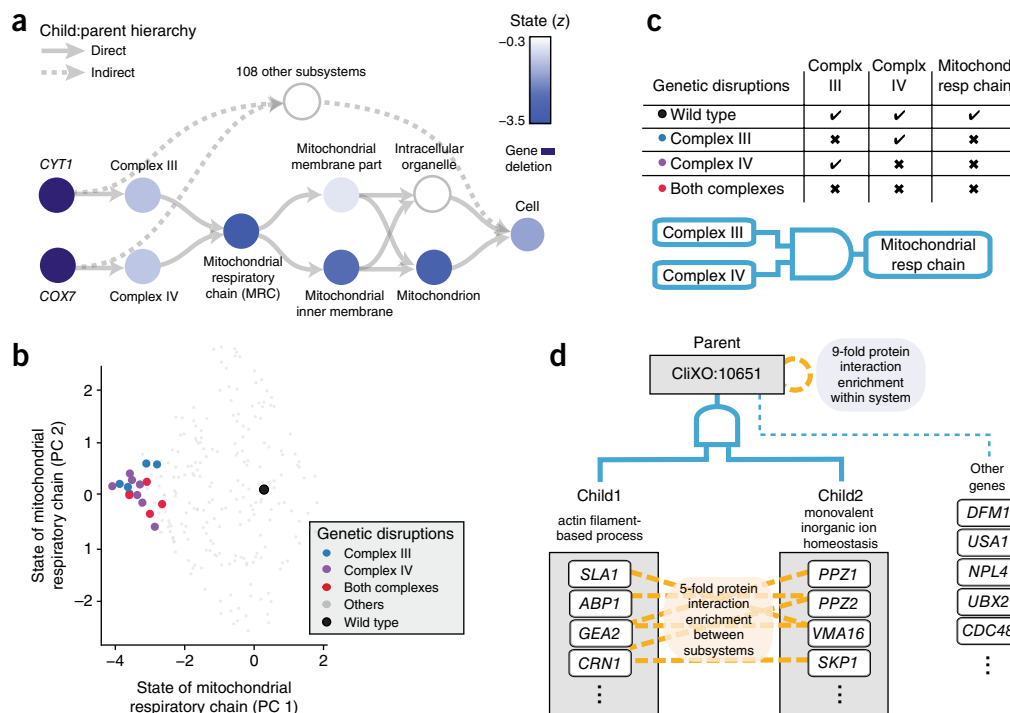 a
Child:parent hierarchy
Direct
Indirect
108 other subsystems
State (z)
−0.3
−3.5
Gene
deletion
CYT1
Complex III
Mitochondrial
membrane part
Intracellular
organelle
Cell
COX7
Complex IV
Mitochondrial
respiratory
chain (MRC)
Mitochondrial
inner membrane
Mitochondrion
b
State of mitochondrial
respiratory chain (PC 2)
2
1
0
1
−2
−4
−2
0
2
State of mitochondrial
respiratory chain (PC 1)
Genetic disruptions
Complex III
Complex IV
Both complexes
Others
Wild type
c
Genetic disruptions
Complx
III
Complx
IV
Mitochond
resp chain
Wild type ✔ ✔ ✔
Complex III ✖ ✔ ✖
Complex IV ✔ ✖ ✖
Both complexes ✖ ✖ ✖
Complex III
Complex IV
Mitochondrial
resp chain
d
Parent
CliXO:10651
9-fold protein
interaction
enrichment
within system
Child1
actin filament-
based process
SLA1
ABP1
GEA2
CRN1
⋮
5-fold protein
interaction
enrichment
between
subsystems
Child2
monovalent
inorganic ion
homeostasis
PPZ1
PPZ2
VMA16
SKP1
⋮
Other
genes
DFM1
USA1
NPL4
UBX2
CDC48
⋮